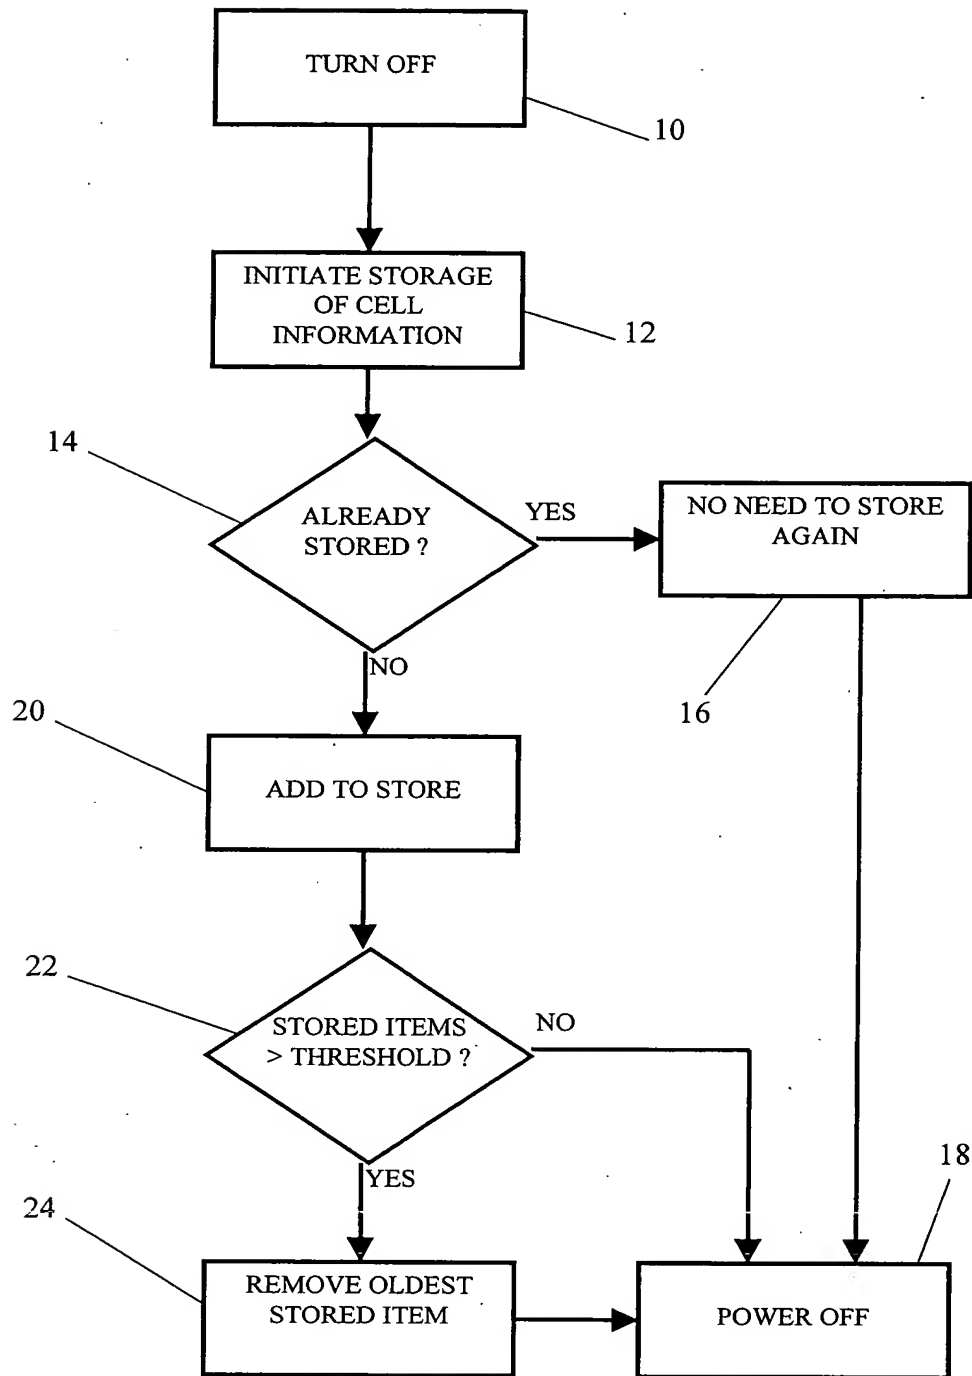 TURN OFF
10
INITIATE STORAGE
OF CELL
INFORMATION
12
14
ALREADY
STORED ?
YES
NO NEED TO STORE
AGAIN
16
NO
20
ADD TO STORE
22
STORED ITEMS
> THRESHOLD ?
NO
YES
18
24
REMOVE OLDEST
STORED ITEM
POWER OFF